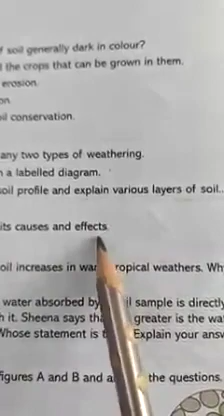 f soil generally dark in colour?
l the crops that can be grown in them.
erosion.
on
oil conservation.
any two types of weathering.
h a labelled diagram.
soil profile and explain various layers of soil..
its causes and effects.
oil increases in war ropical weathers. Wh
water absorbed by il sample is directly
h it. Sheena says tha greater is the wa
Whose statement is Explain your answ
figures A and B and a the questions.